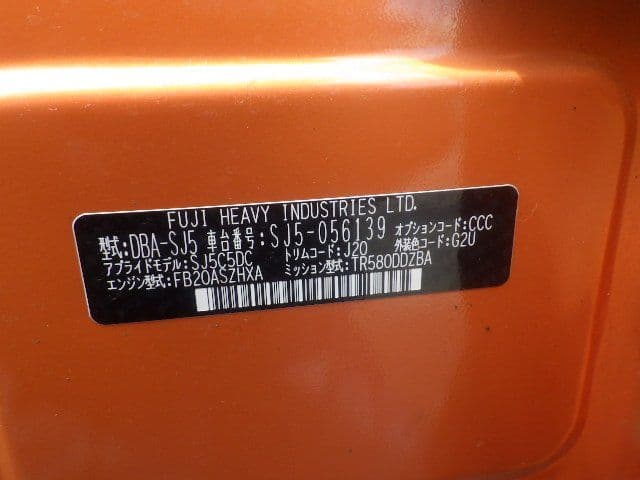 FUJI HEAVY INDUSTRIES LTD.
型式:DBA-SJ5 車台番号:SJ5-056139 オプションコード:CCC
アプライドモデル:SJ5C5DC トリムコード:J20 外装色コード:G2U
エンジン型式:FB20ASZHXA ミッション型式:TR580DDZBA